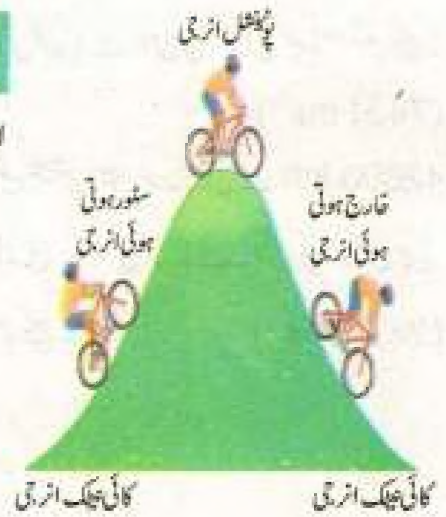 پوٹینشل انرجی
سٹور ہوتی
ہوئی انرجی
خارج ہوتی
ہوئی انرجی
کائی نیٹک انرجی
کائی نیٹک انرجی